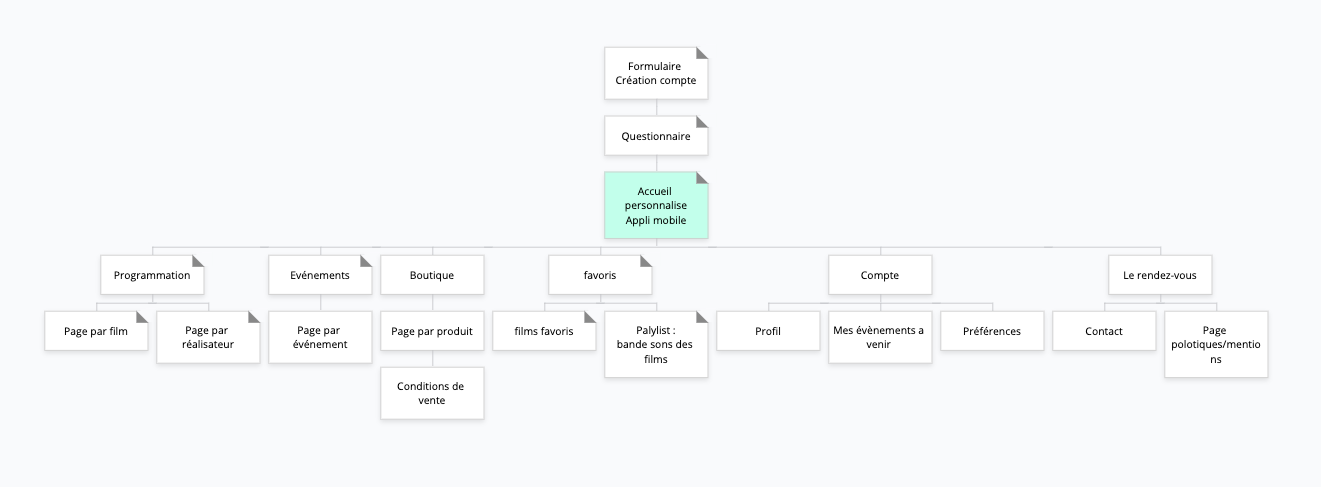 Formulaire
Création compte
Questionnaire
Accueil
personnalise
Appli mobile
Programmation
Evénements
Boutique
favoris
Compte
Le rendez-vous
Page par film
Page par
réalisateur
Page par
événement
Page par produit
films favoris
Palylist :
bande sons des
films
Profil
Mes évènements a
venir
Préférences
Contact
Page
polotiques/mentio
ns
Conditions de
vente